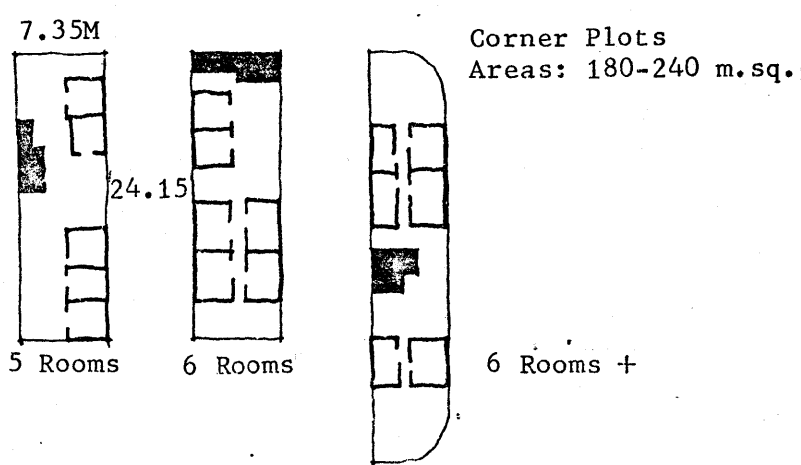 7.35M
Corner Plots
Areas: 180-240 m.sq.
24.15
5 Rooms
6 Rooms
6 Rooms +